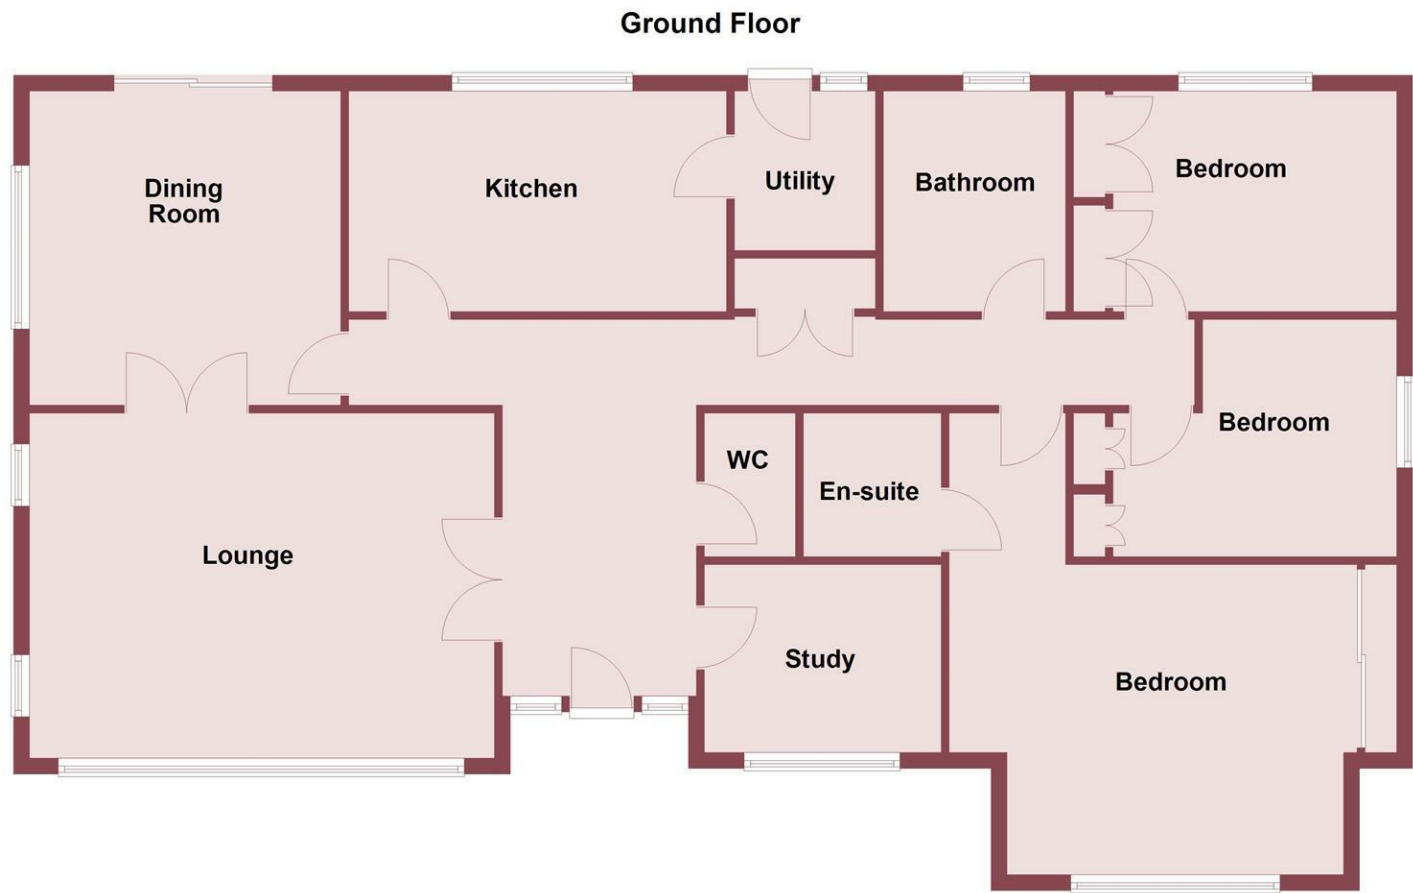 Ground Floor
Dining
Room
Kitchen
Utility
Bathroom
Bedroom
Bedroom
WC
En-suite
Lounge
Study
Bedroom